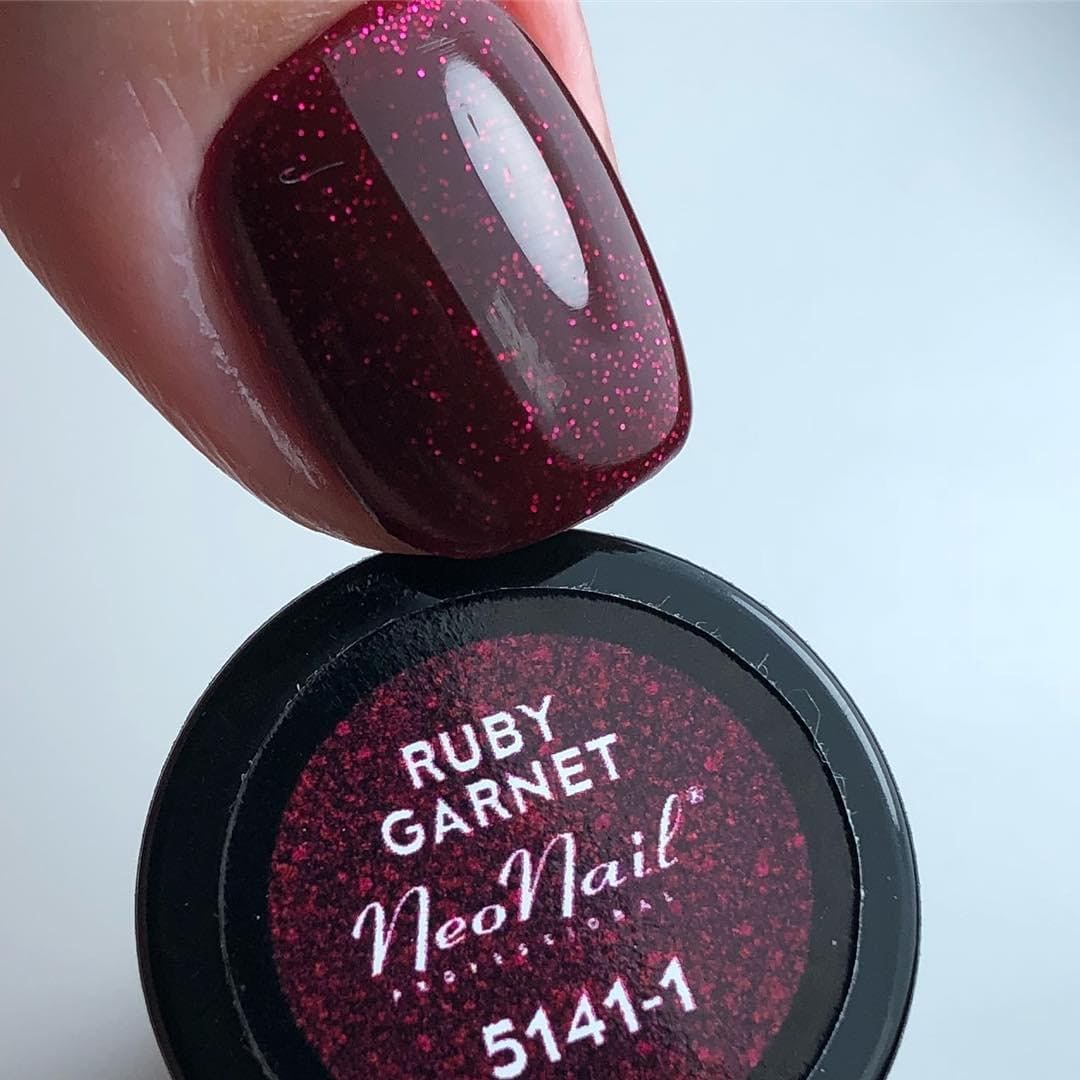 RUBY
GARNET
NeoNail®
PROFESSIONAL
5141-1